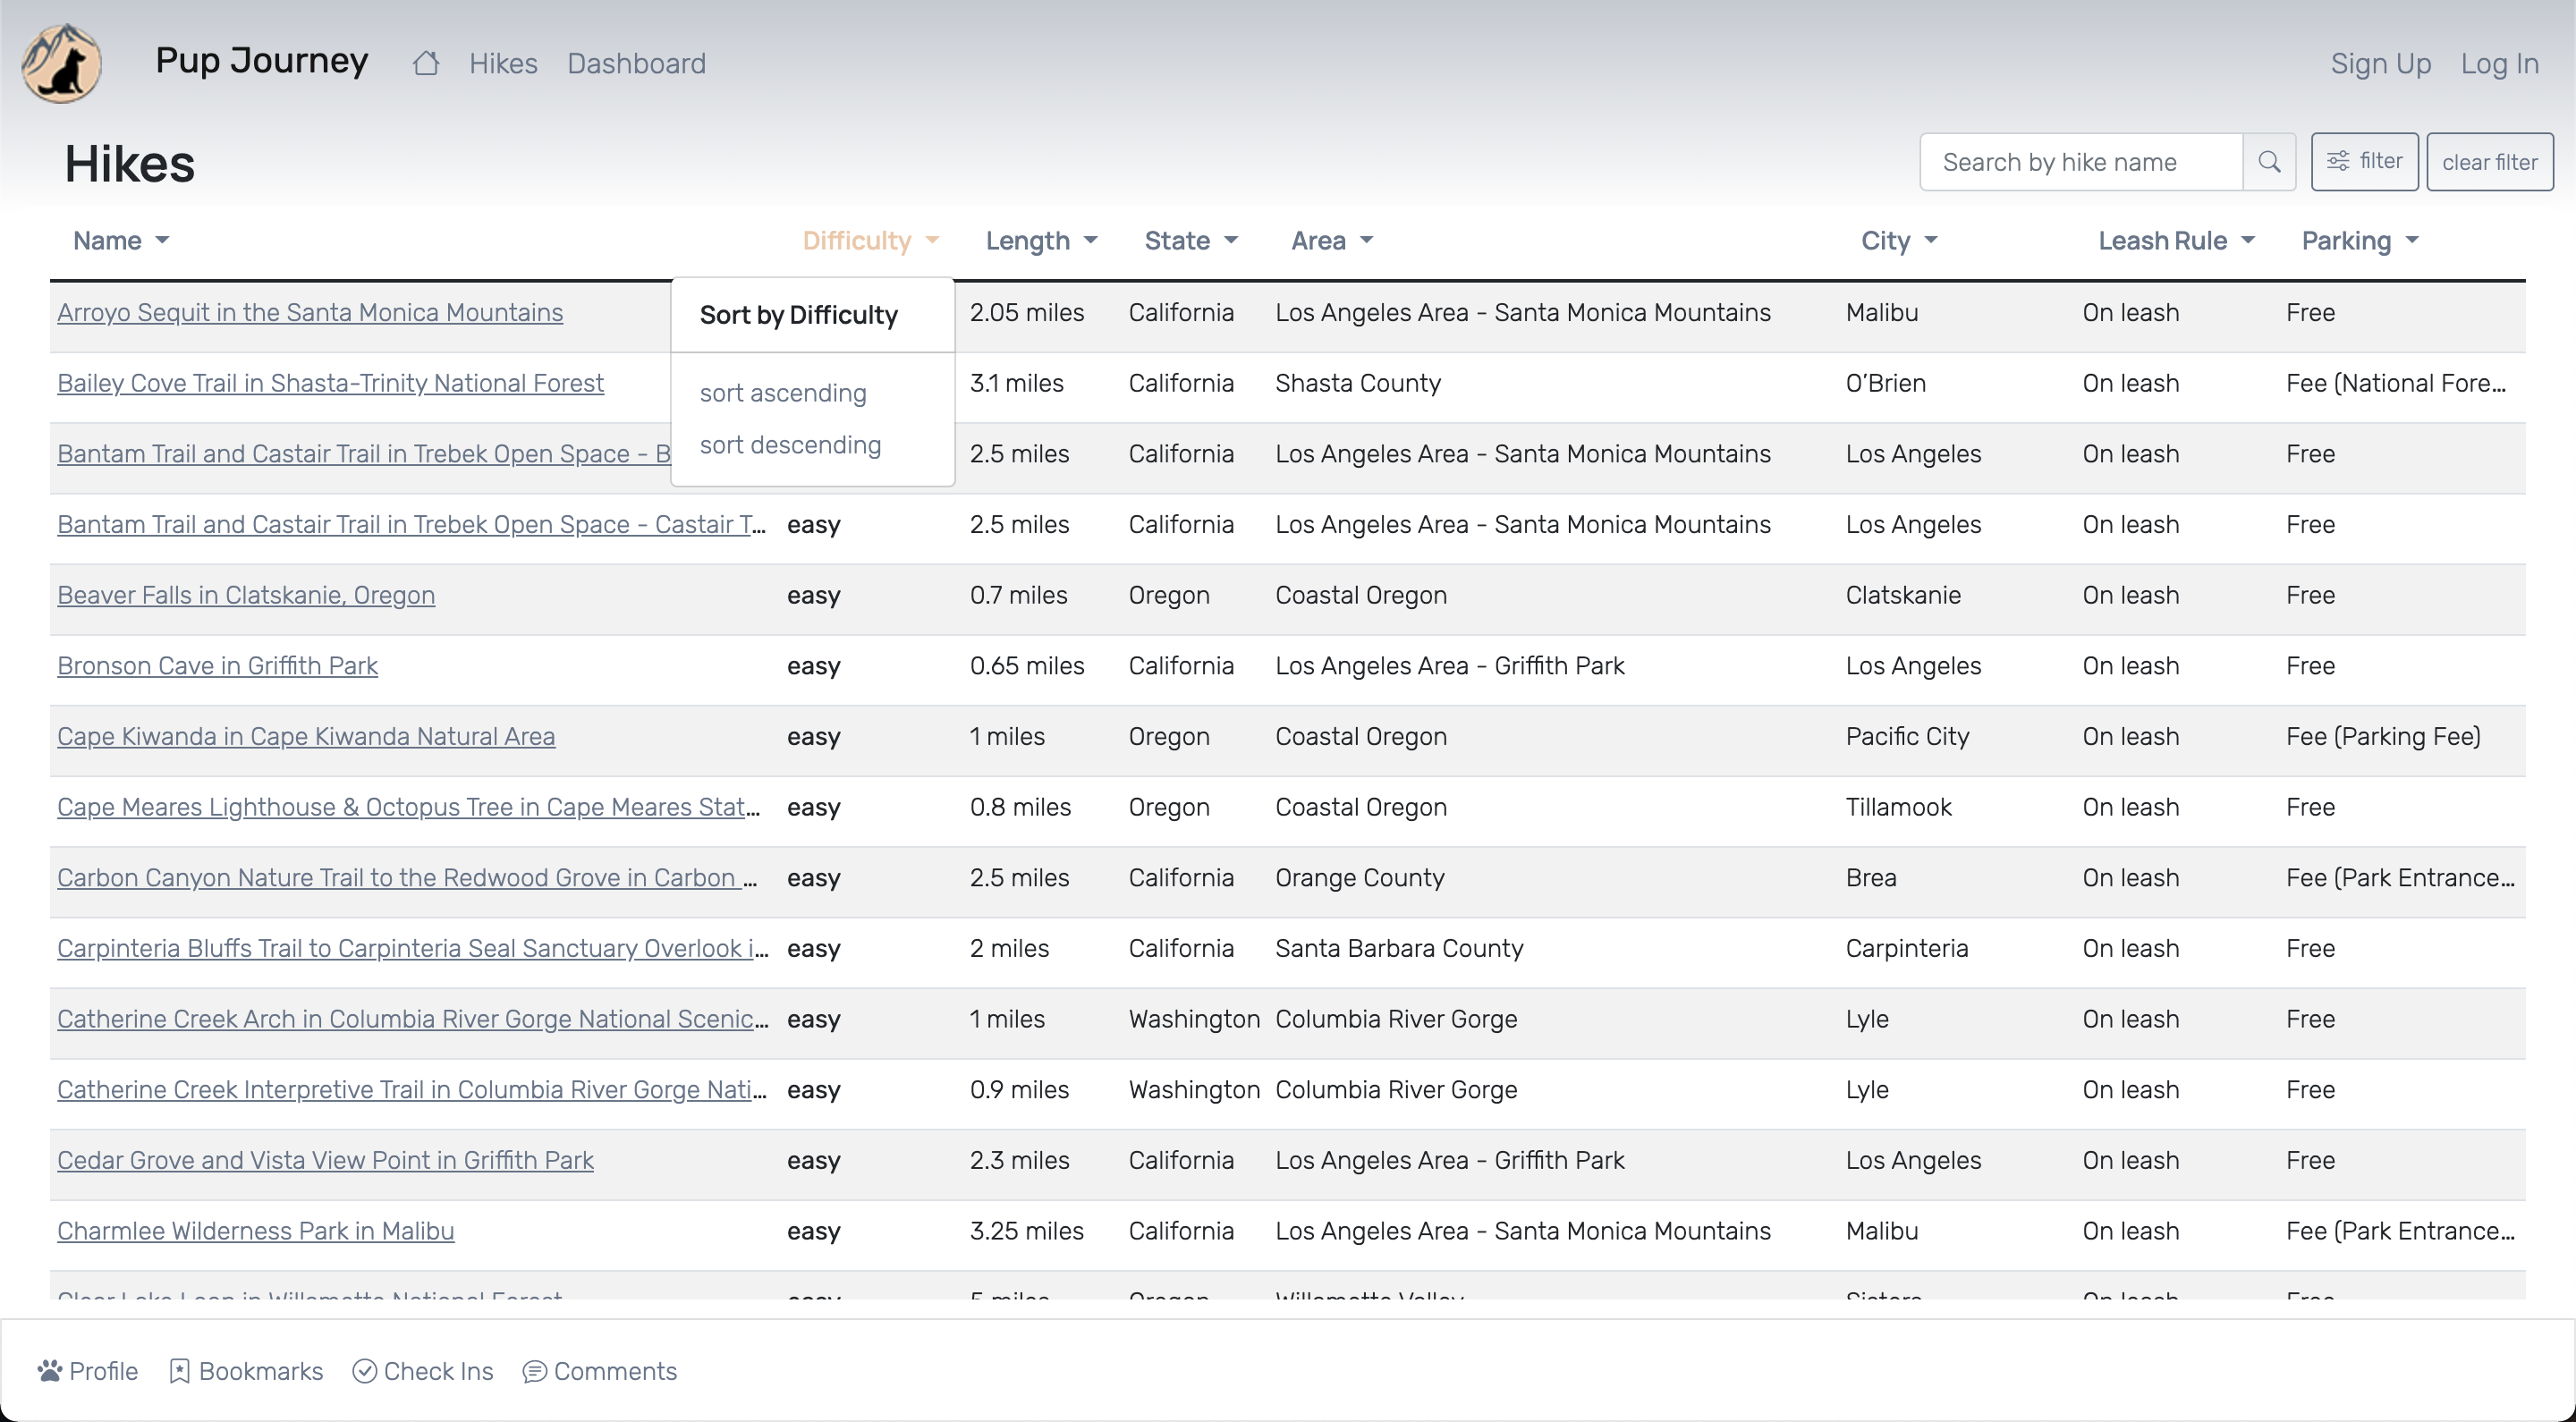 Pup Journey Hikes Dashboard Sign Up Log In
Hikes Search by hike name filter clear filter
Name Difficulty Length State Area City Leash Rule Parking
Sort by Difficulty
sort ascending
sort descending
Arroyo Sequit in the Santa Monica Mountains 2.05 miles California Los Angeles Area - Santa Monica Mountains Malibu On leash Free
Bailey Cove Trail in Shasta-Trinity National Forest 3.1 miles California Shasta County O’Brien On leash Fee (National Fore...
Bantam Trail and Castair Trail in Trebek Open Space - B 2.5 miles California Los Angeles Area - Santa Monica Mountains Los Angeles On leash Free
Bantam Trail and Castair Trail in Trebek Open Space - Castair T... easy 2.5 miles California Los Angeles Area - Santa Monica Mountains Los Angeles On leash Free
Beaver Falls in Clatskanie, Oregon easy 0.7 miles Oregon Coastal Oregon Clatskanie On leash Free
Bronson Cave in Griffith Park easy 0.65 miles California Los Angeles Area - Griffith Park Los Angeles On leash Free
Cape Kiwanda in Cape Kiwanda Natural Area easy 1 miles Oregon Coastal Oregon Pacific City On leash Fee (Parking Fee)
Cape Meares Lighthouse & Octopus Tree in Cape Meares Stat... easy 0.8 miles Oregon Coastal Oregon Tillamook On leash Free
Carbon Canyon Nature Trail to the Redwood Grove in Carbon ... easy 2.5 miles California Orange County Brea On leash Fee (Park Entrance...
Carpinteria Bluffs Trail to Carpinteria Seal Sanctuary Overlook i... easy 2 miles California Santa Barbara County Carpinteria On leash Free
Catherine Creek Arch in Columbia River Gorge National Scenic... easy 1 miles Washington Columbia River Gorge Lyle On leash Free
Catherine Creek Interpretive Trail in Columbia River Gorge Nati... easy 0.9 miles Washington Columbia River Gorge Lyle On leash Free
Cedar Grove and Vista View Point in Griffith Park easy 2.3 miles California Los Angeles Area - Griffith Park Los Angeles On leash Free
Charmlee Wilderness Park in Malibu easy 3.25 miles California Los Angeles Area - Santa Monica Mountains Malibu On leash Fee (Park Entrance...
Clear Lake Loop in Willamette National Forest easy 5 miles Oregon Willamette Valley Sisters On leash Free
Profile Bookmarks Check Ins Comments